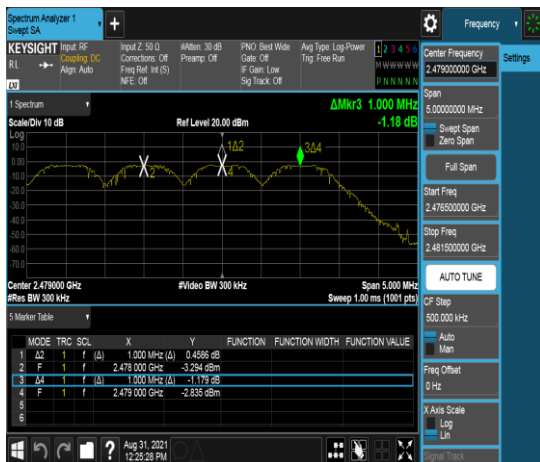 Spectrum Analyzer 1
Swept SA
+
Frequency
KEYSIGHT
RL
LXI
Input: RF
Coupling: DC
Align: Auto
Input Z: 50 Ω
Corrections: Off
Freq Ref: Int (S)
NFE: Off
#Atten: 30 dB
Preamp: Off
PNO: Best Wide
Gate: Off
IF Gain: Low
Sig Track: Off
Avg Type: Log-Power
Trig: Free Run
1 2 3 4 5 6
M W W W W W
P N N N N N
1 Spectrum
ΔMkr3 1.000 MHz
-1.18 dB
Scale/Div 10 dB
Ref Level 20.00 dBm
Log
10.0
0.00
-10.0
-20.0
-30.0
-40.0
-50.0
-60.0
-70.0
1Δ2
3Δ4
2
4
Center 2.479000 GHz
#Video BW 300 kHz
Span 5.000 MHz
#Res BW 300 kHz
Sweep 1.00 ms (1001 pts)
5 Marker Table
MODE TRC SCL X Y FUNCTION FUNCTION WIDTH FUNCTION VALUE
1 Δ2 1 f (Δ) 1.000 MHz (Δ) 0.4586 dB
2 F 1 f 2.478 000 GHz -3.294 dBm
3 Δ4 1 f (Δ) 1.000 MHz (Δ) -1.179 dB
4 F 1 f 2.479 000 GHz -2.835 dBm
5
6
?
Aug 31, 2021
12:25:28 PM
Settings
Center Frequency
2.479000000 GHz
Span
5.00000000 MHz
Swept Span
Zero Span
Full Span
Start Freq
2.476500000 GHz
Stop Freq
2.481500000 GHz
AUTO TUNE
CF Step
500.000 kHz
Auto
Man
Freq Offset
0 Hz
X Axis Scale
Log
Lin
Signal Track